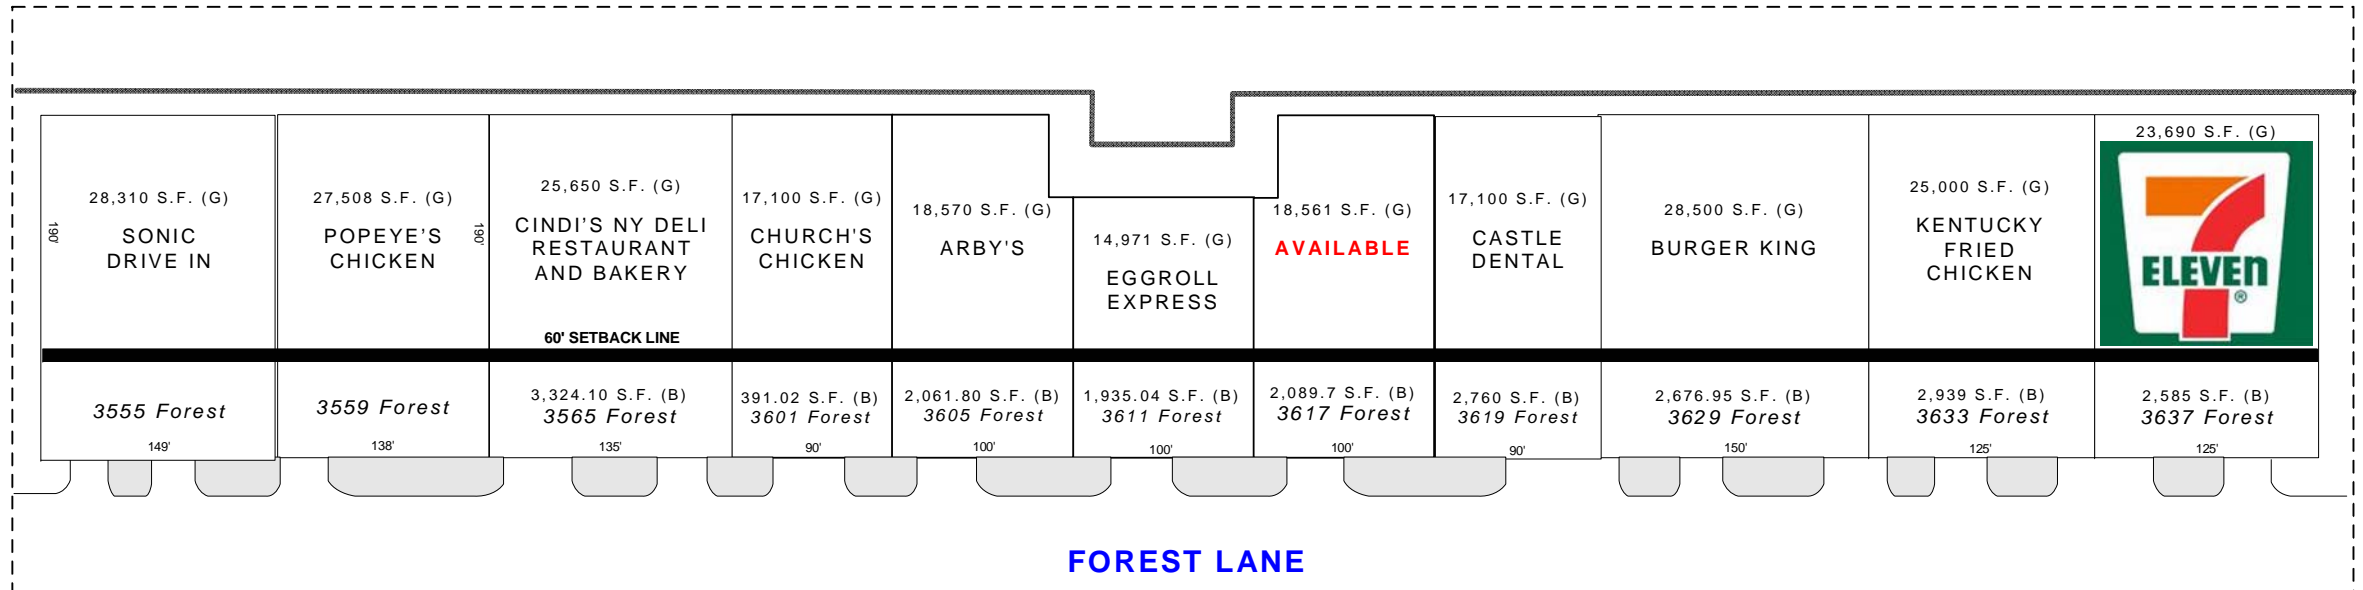 28,310 S.F. (G)
SONIC
DRIVE IN
190'
27,508 S.F. (G)
POPEYE'S
CHICKEN
190'
25,650 S.F. (G)
CINDI'S NY DELI
RESTAURANT
AND BAKERY
60' SETBACK LINE
17,100 S.F. (G)
CHURCH'S
CHICKEN
18,570 S.F. (G)
ARBY'S
14,971 S.F. (G)
EGGROLL
EXPRESS
18,561 S.F. (G)
AVAILABLE
17,100 S.F. (G)
CASTLE
DENTAL
28,500 S.F. (G)
BURGER KING
25,000 S.F. (G)
KENTUCKY
FRIED
CHICKEN
23,690 S.F. (G)
7
ELEVEn
®
3555 Forest
149'
3559 Forest
138'
3,324.10 S.F. (B)
3565 Forest
135'
391.02 S.F. (B)
3601 Forest
90'
2,061.80 S.F. (B)
3605 Forest
100'
1,935.04 S.F. (B)
3611 Forest
100'
2,089.7 S.F. (B)
3617 Forest
100'
2,760 S.F. (B)
3619 Forest
90'
2,676.95 S.F. (B)
3629 Forest
150'
2,939 S.F. (B)
3633 Forest
125'
2,585 S.F. (B)
3637 Forest
125'
FOREST LANE